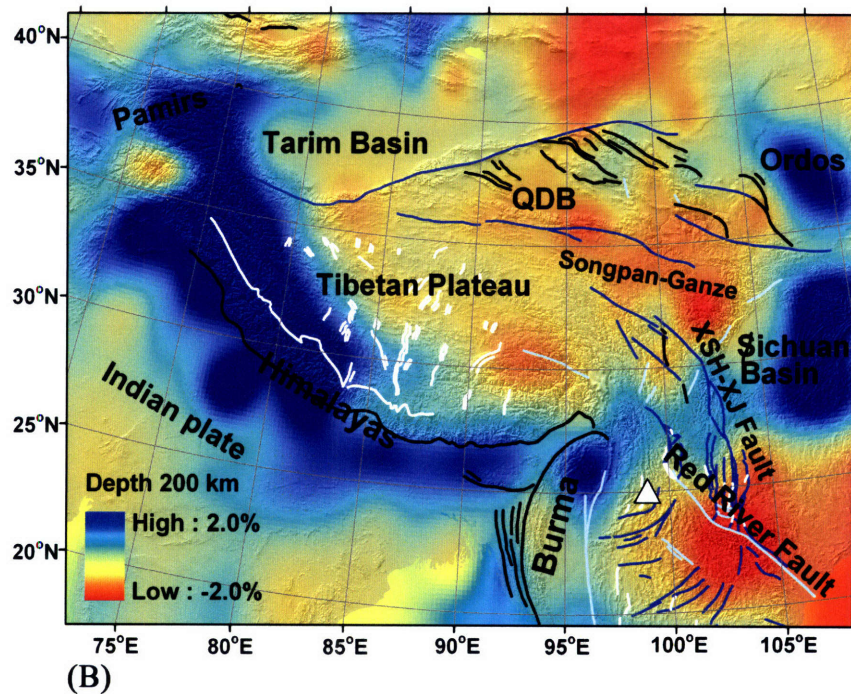 40°N
Pamirs
Tarim Basin
Ordos
35°N
QDB
Songpan-Ganze
Tibetan Plateau
30°N
XSH-XJ Fault
Sichuan
Basin
Himalayas
Indian plate
25°N
Depth 200 km
High : 2.0%
Low : -2.0%
Red River Fault
Burma
20°N
75°E 80°E 85°E 90°E 95°E 100°E 105°E
(B)